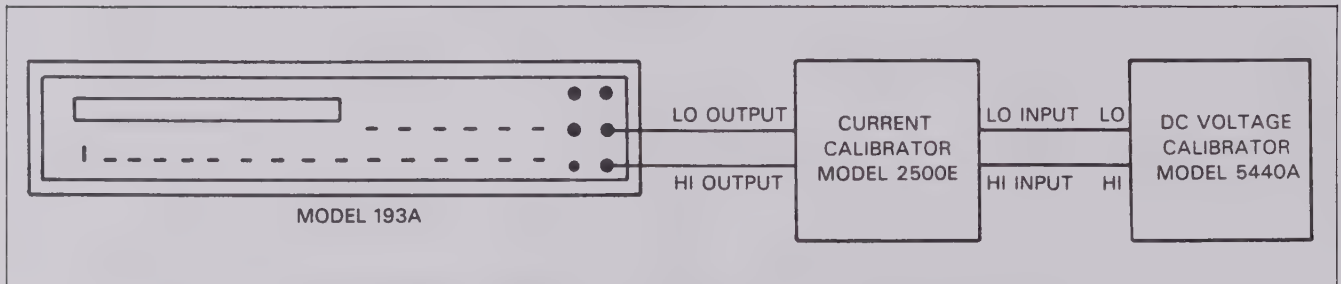 LO OUTPUT
HI OUTPUT
MODEL 193A
CURRENT
CALIBRATOR
MODEL 2500E
LO INPUT
HI INPUT
LO
HI
DC VOLTAGE
CALIBRATOR
MODEL 5440A